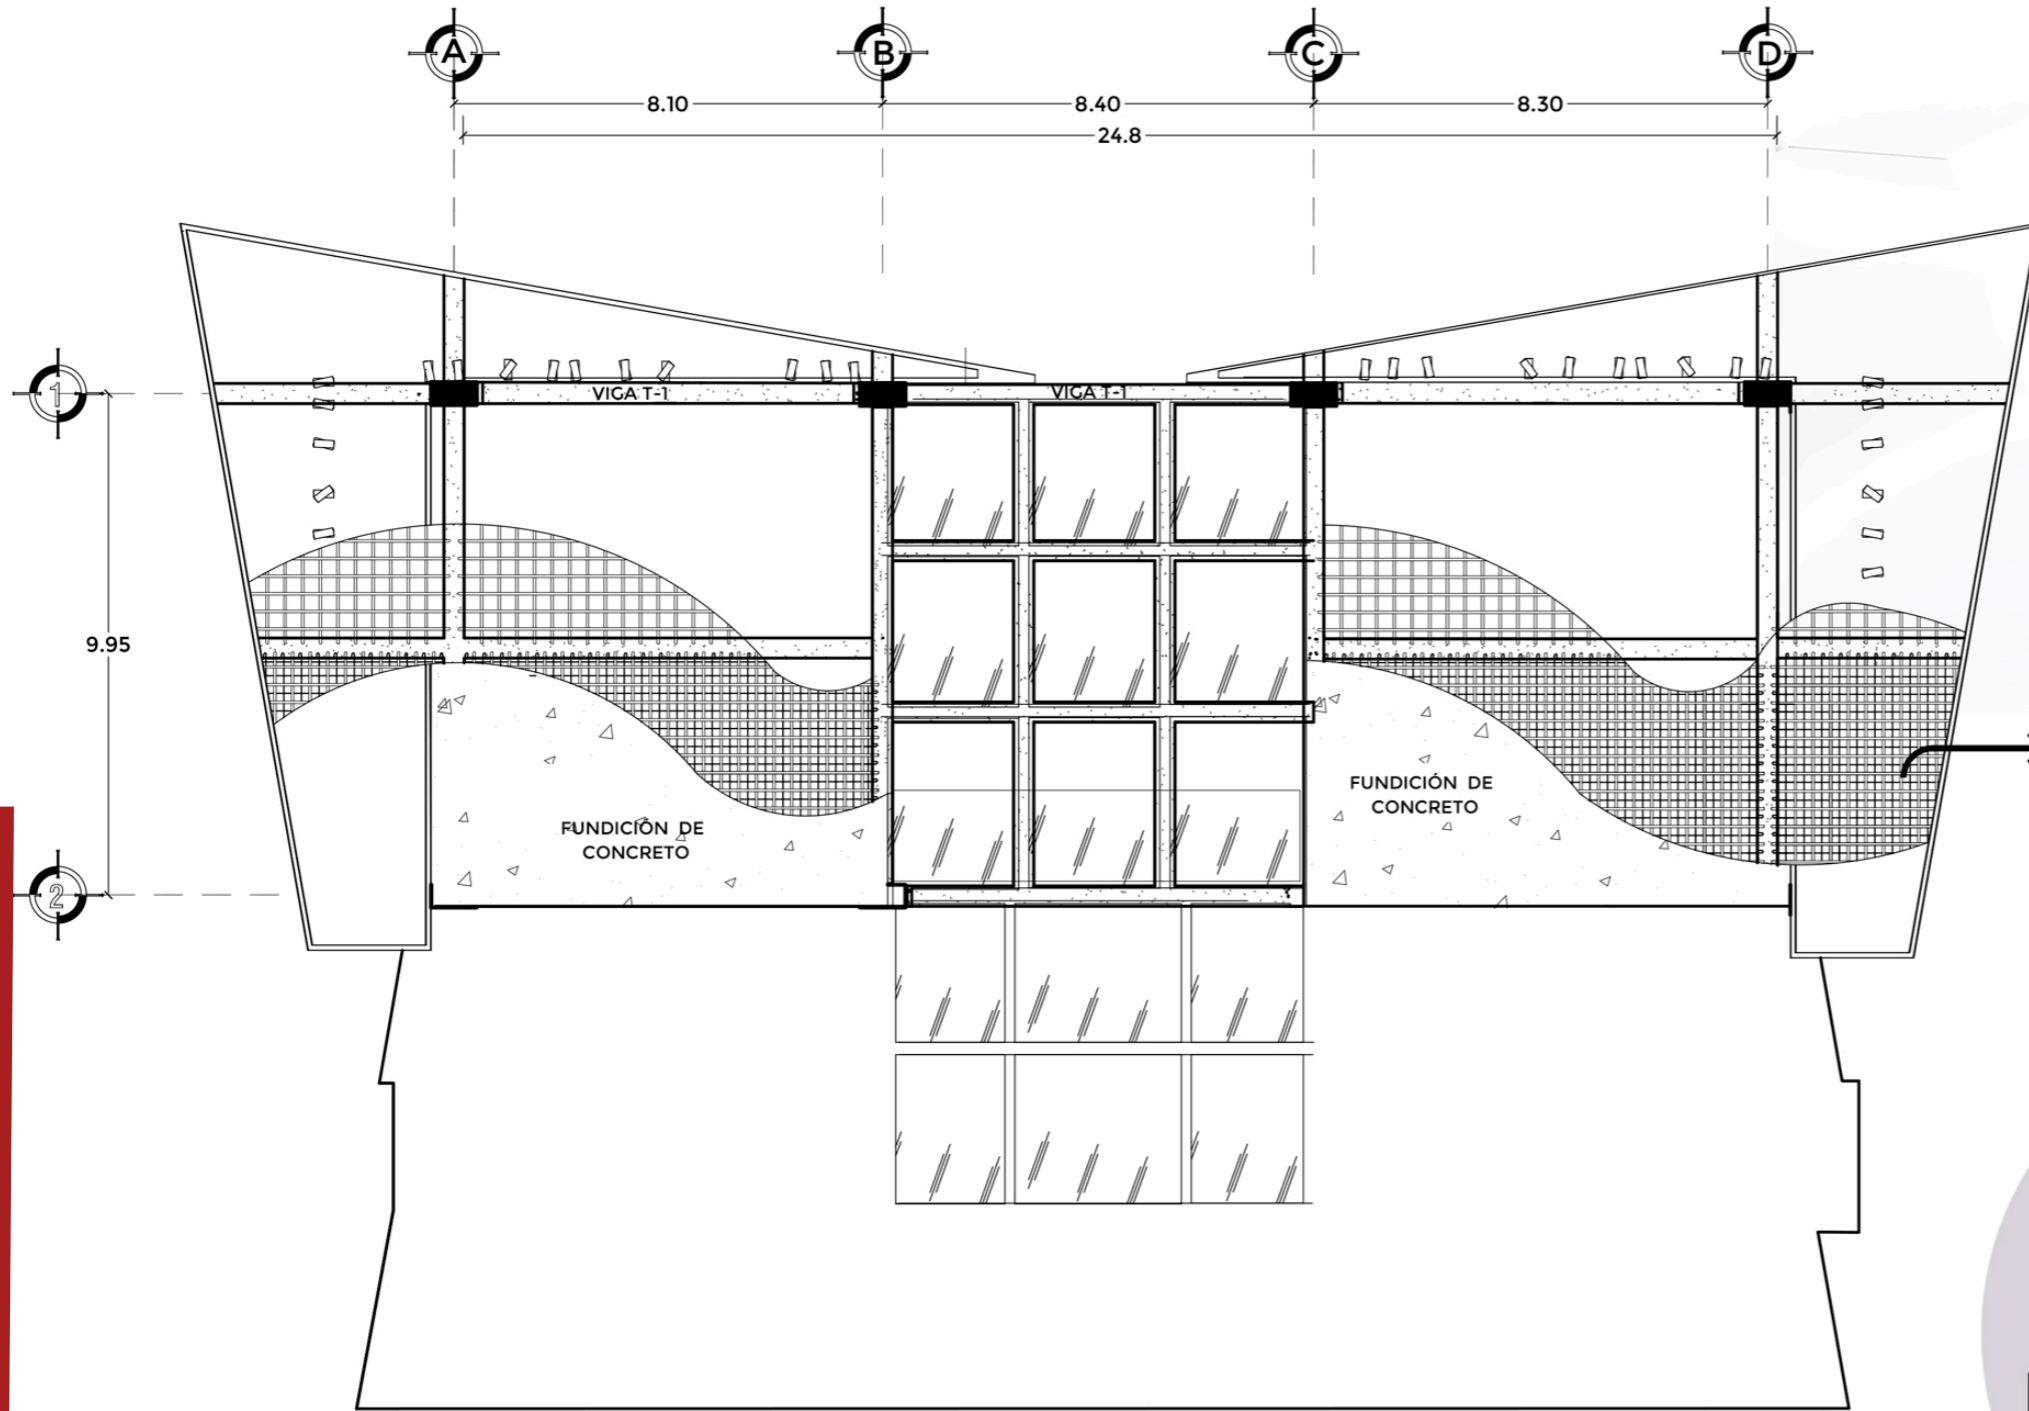 A B C D
8.10 8.40 8.30
24.8
1
VIGA T-1 VIGA T-1
9.95
FUNDICIÓN DE
CONCRETO
FUNDICIÓN DE
CONCRETO
2